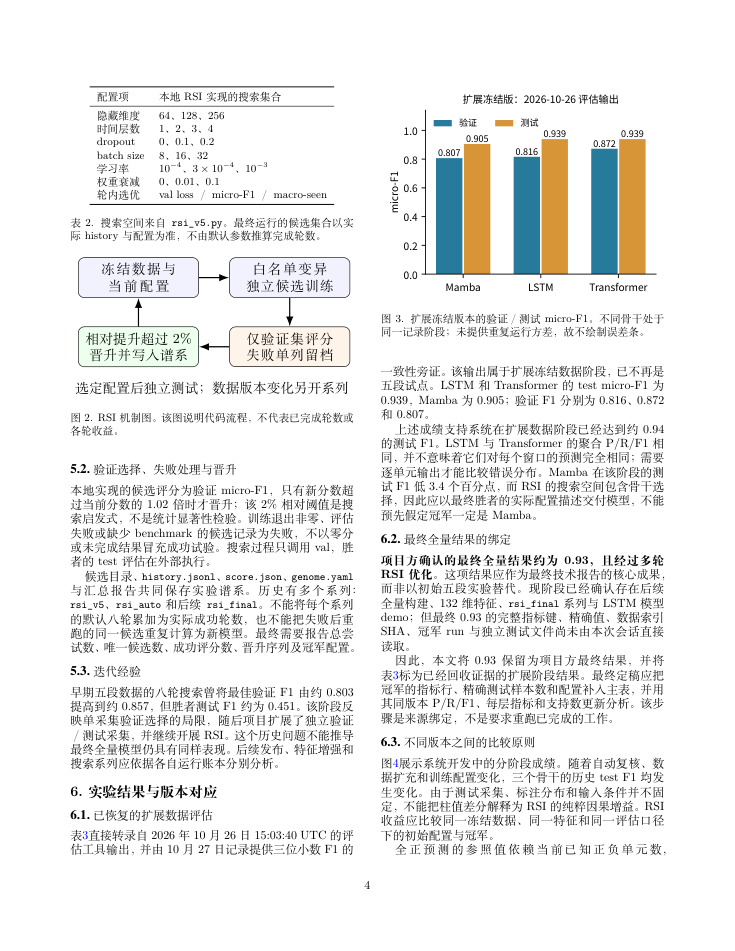 配置项 本地 RSI 实现的搜索集合
隐藏维度 64、128、256
时间层数 1、2、3、4
dropout 0、0.1、0.2
batch size 8、16、32
学习率 10⁻⁴、3 × 10⁻⁴、10⁻³
权重衰减 0、0.01、0.1
轮内选优 val loss / micro-F1 / macro-seen
表 2. 搜索空间来自 rsi_v5.py。最终运行的候选集合以实
际 history 与配置为准，不由默认参数推算完成轮数。
冻结数据与
当前配置
白名单变异
独立候选训练
相对提升超过 2%
晋升并写入谱系
仅验证集评分
失败单列留档
选定配置后独立测试；数据版本变化另开系列
图 2. RSI 机制图。该图说明代码流程，不代表已完成轮数或
各轮收益。
5.2. 验证选择、失败处理与晋升
本地实现的候选评分为验证 micro-F1，只有新分数超
过当前分数的 1.02 倍时才晋升；该 2% 相对阈值是搜
索启发式，不是统计显著性检验。训练退出非零、评估
失败或缺少 benchmark 的候选记录为失败，不以零分
或未完成结果冒充成功试验。搜索过程只调用 val，胜
者的 test 评估在外部执行。
候选目录、history.jsonl、score.json、genome.yaml
与汇总报告共同保存实验谱系。历史有多个系列：
rsi_v5、rsi_auto 和后续 rsi_final。不能将每个系列
的默认八轮累加为实际成功轮数，也不能把失败后重
跑的同一候选重复计算为新模型。最终需要报告总尝
试数、唯一候选数、成功评分数、晋升序列及冠军配置。
5.3. 迭代经验
早期五段数据的八轮搜索曾将最佳验证 F1 由约 0.803
提高到约 0.857，但胜者测试 F1 约为 0.451。该阶段反
映单采集验证选择的局限，随后项目扩展了独立验证
/ 测试采集，并继续开展 RSI。这个历史问题不能推导
最终全量模型仍具有同样表现。后续发布、特征增强和
搜索系列应依据各自运行账本分别分析。
6. 实验结果与版本对应
6.1. 已恢复的扩展数据评估
表3直接转录自 2026 年 10 月 26 日 15:03:40 UTC 的评
估工具输出，并由 10 月 27 日记录提供三位小数 F1 的
扩展冻结版：2026-10-26 评估输出
验证 测试
micro-F1
1.0
0.8
0.6
0.4
0.2
0.0
0.807 0.905 0.816 0.939 0.872 0.939
Mamba LSTM Transformer
图 3. 扩展冻结版本的验证 / 测试 micro-F1。不同骨干处于
同一记录阶段；未提供重复运行方差，故不绘制误差条。
一致性旁证。该输出属于扩展冻结数据阶段，已不再是
五段试点。LSTM 和 Transformer 的 test micro-F1 为
0.939，Mamba 为 0.905；验证 F1 分别为 0.816、0.872
和 0.807。
上述成绩支持系统在扩展数据阶段已经达到约 0.94
的测试 F1。LSTM 与 Transformer 的聚合 P/R/F1 相
同，并不意味着它们对每个窗口的预测完全相同；需要
逐单元输出才能比较错误分布。Mamba 在该阶段的测
试 F1 低 3.4 个百分点，而 RSI 的搜索空间包含骨干选
择，因此应以最终胜者的实际配置描述交付模型，不能
预先假定冠军一定是 Mamba。
6.2. 最终全量结果的绑定
项目方确认的最终全量结果约为 0.93，且经过多轮
RSI 优化。这项结果应作为最终技术报告的核心成果，
而非以初始五段实验替代。现阶段已经确认存在后续
全量构建、132 维特征、rsi_final 系列与 LSTM 模型
demo；但最终 0.93 的完整指标键、精确值、数据索引
SHA、冠军 run 与独立测试文件尚未由本次会话直接
读取。
因此，本文将 0.93 保留为项目方最终结果，并将
表3标为已经回收证据的扩展阶段结果。最终定稿应把
冠军的指标行、精确测试样本数和配置补入主表，并用
其同版本 P/R/F1、每层指标和支持数更新分析。该步
骤是来源绑定，不是要求重跑已完成的工作。
6.3. 不同版本之间的比较原则
图4展示系统开发中的分阶段成绩。随着自动复核、数
据扩充和训练配置变化，三个骨干的历史 test F1 均发
生变化。由于测试采集、标注分布和输入条件并不固
定，不能把柱值差分解释为 RSI 的纯粹因果增益。RSI
收益应比较同一冻结数据、同一特征和同一评估口径
下的初始配置与冠军。
全正预测的参照值依赖当前已知正负单元数，
4